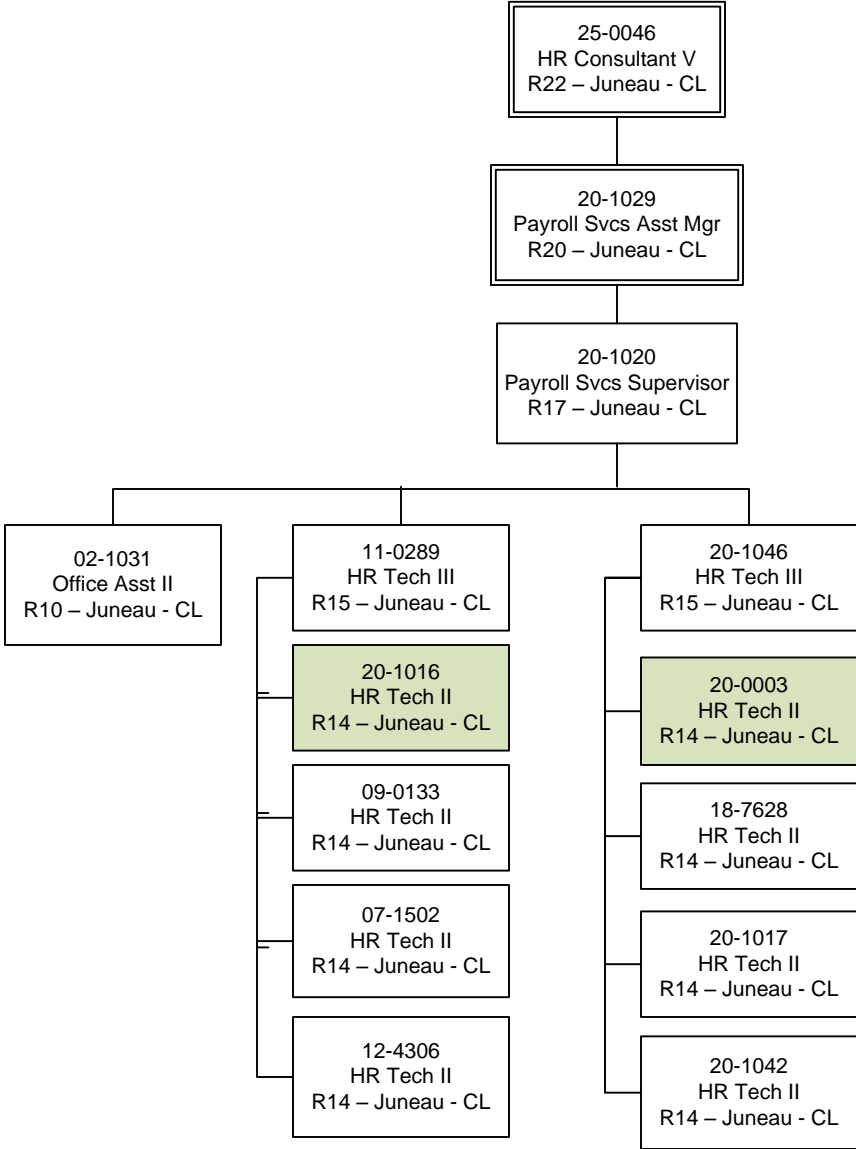 25-0046
HR Consultant V
R22 – Juneau - CL
20-1029
Payroll Svcs Asst Mgr
R20 – Juneau - CL
20-1020
Payroll Svcs Supervisor
R17 – Juneau - CL
02-1031
Office Asst II
R10 – Juneau - CL
11-0289
HR Tech III
R15 – Juneau - CL
20-1016
HR Tech II
R14 – Juneau - CL
09-0133
HR Tech II
R14 – Juneau - CL
07-1502
HR Tech II
R14 – Juneau - CL
12-4306
HR Tech II
R14 – Juneau - CL
20-1046
HR Tech III
R15 – Juneau - CL
20-0003
HR Tech II
R14 – Juneau - CL
18-7628
HR Tech II
R14 – Juneau - CL
20-1017
HR Tech II
R14 – Juneau - CL
20-1042
HR Tech II
R14 – Juneau - CL